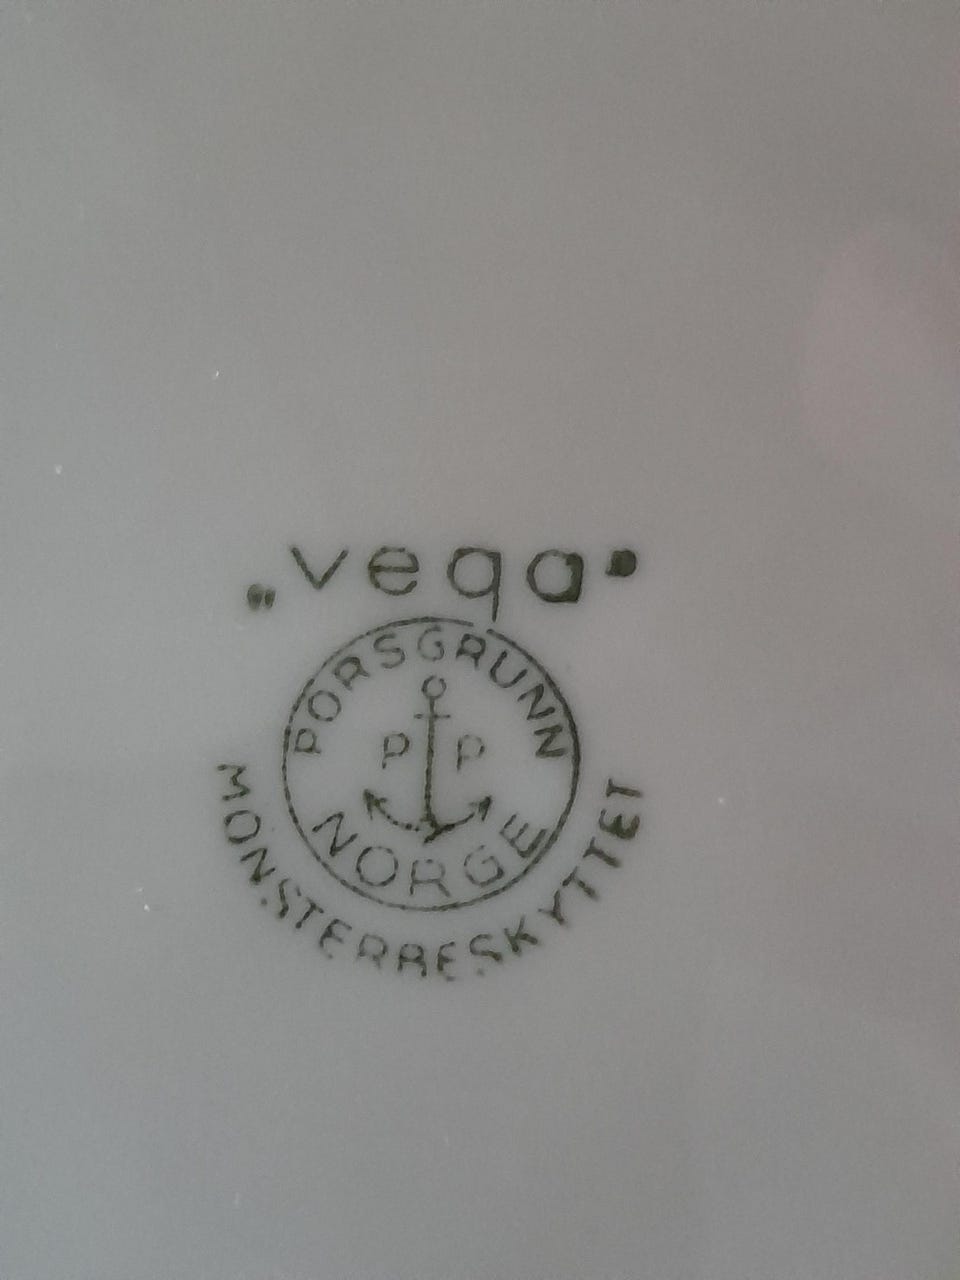 „vega"
PORSGRUNN
P P
NORGE
MØNSTERBESKYTTET